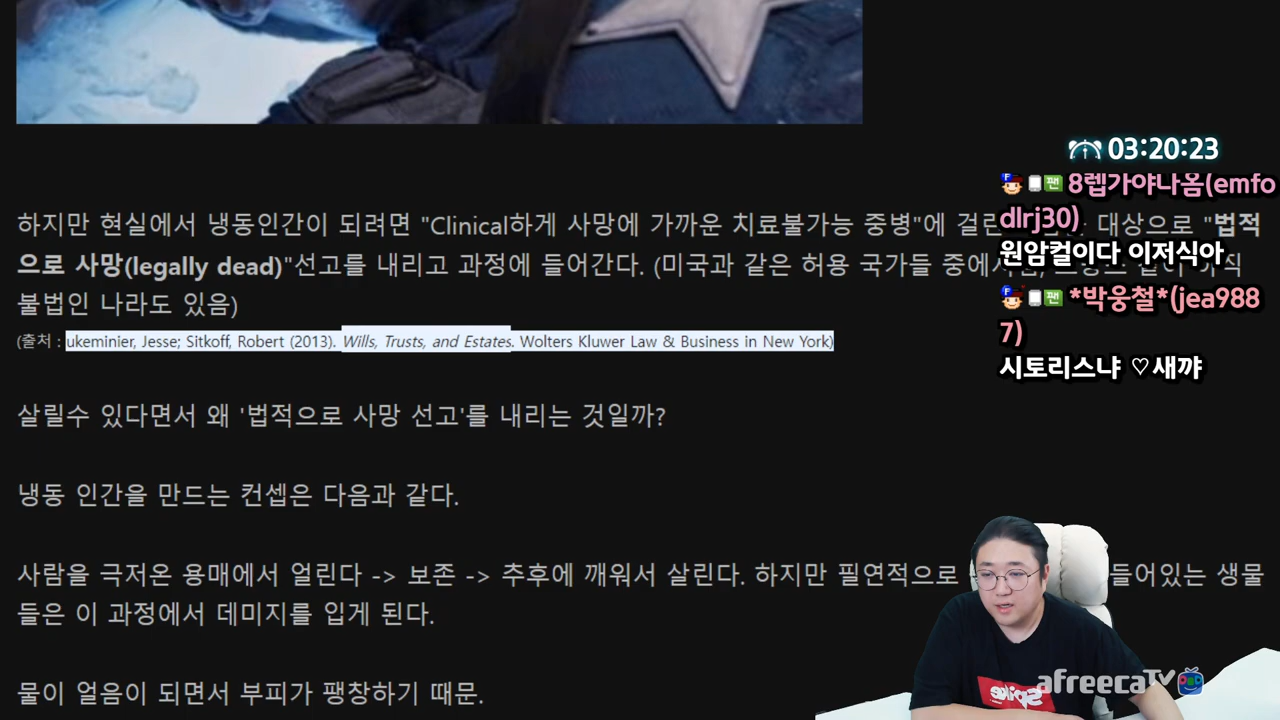 03:20:23
F 팬 8렙가야나옴(emfo
dlrj30)
원암컬이다 이저식아
F 팬 *박웅철*(jea988
7)
시토리스냐 ♡새꺄
하지만 현실에서 냉동인간이 되려면 "Clinical하게 사망에 가까운 치료불가능 중병"에 걸린 대상으로 "법적
으로 사망(legally dead)"선고를 내리고 과정에 들어간다. (미국과 같은 허용 국가들 중에서
불법인 나라도 있음)
(출처 : ukeminier, Jesse; Sitkoff, Robert (2013). Wills, Trusts, and Estates. Wolters Kluwer Law & Business in New York)
살릴수 있다면서 왜 '법적으로 사망 선고'를 내리는 것일까?
냉동 인간을 만드는 컨셉은 다음과 같다.
사람을 극저온 용매에서 얼린다 -> 보존 -> 추후에 깨워서 살린다. 하지만 필연적으로 들어있는 생물
들은 이 과정에서 데미지를 입게 된다.
물이 얼음이 되면서 부피가 팽창하기 때문.
afreecaTV